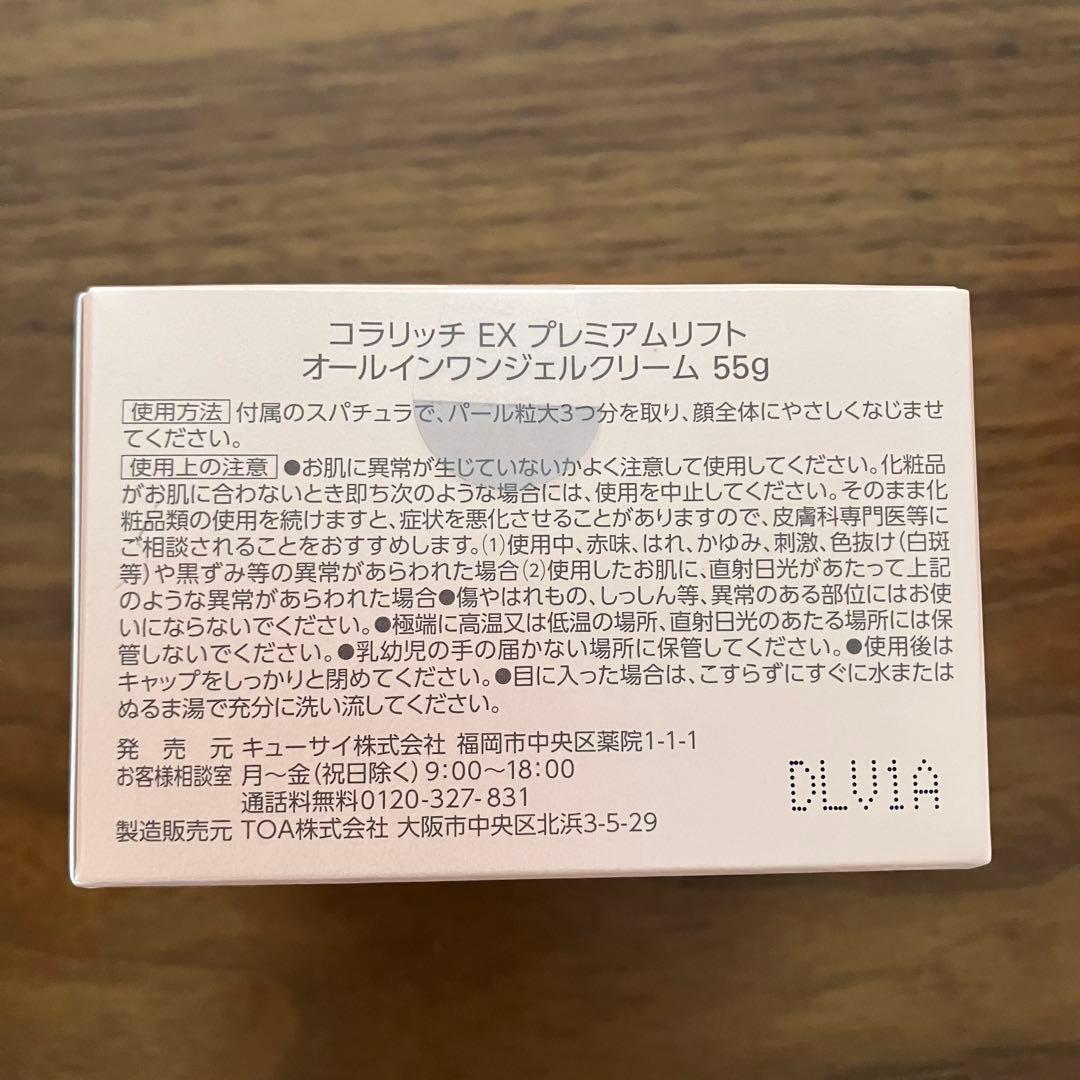 コラリッチ EX プレミアムリフト
オールインワンジェルクリーム 55g
使用方法 付属のスパチュラで、パール粒大3つ分を取り、顔全体にやさしくなじませ
てください。
使用上の注意 ●お肌に異常が生じていないかよく注意して使用してください。化粧品
がお肌に合わないとき即ち次のような場合には、使用を中止してください。そのまま化
粧品類の使用を続けますと、症状を悪化させることがありますので、皮膚科専門医等に
ご相談されることをおすすめします。(1)使用中、赤味、はれ、かゆみ、刺激、色抜け(白斑
等)や黒ずみ等の異常があらわれた場合(2)使用したお肌に、直射日光があたって上記
のような異常があらわれた場合●傷やはれもの、しっしん等、異常のある部位にはお使
いにならないでください。●極端に高温又は低温の場所、直射日光のあたる場所には保
管しないでください。●乳幼児の手の届かない場所に保管してください。●使用後は
キャップをしっかりと閉めてください。●目に入った場合は、こすらずにすぐに水または
ぬるま湯で充分に洗い流してください。
発売元 キューサイ株式会社 福岡市中央区薬院1-1-1
お客様相談室 月〜金(祝日除く)9:00〜18:00
通話料無料0120-327-831
製造販売元 TOA株式会社 大阪市中央区北浜3-5-29
DLV1A